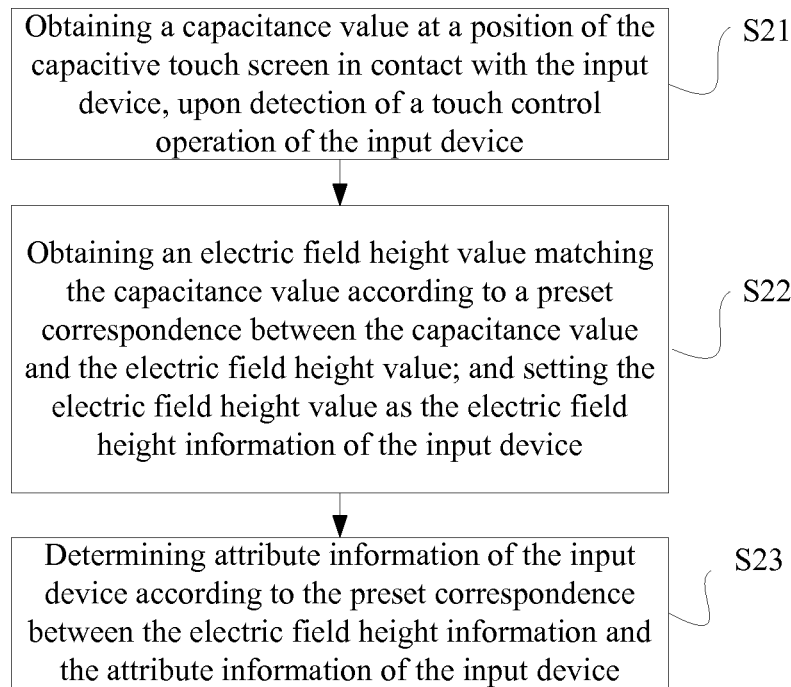 Obtaining a capacitance value at a position of the
capacitive touch screen in contact with the input
device, upon detection of a touch control
operation of the input device
S21
Obtaining an electric field height value matching
the capacitance value according to a preset
correspondence between the capacitance value
and the electric field height value; and setting the
electric field height value as the electric field
height information of the input device
S22
Determining attribute information of the input
device according to the preset correspondence
between the electric field height information and
the attribute information of the input device
S23